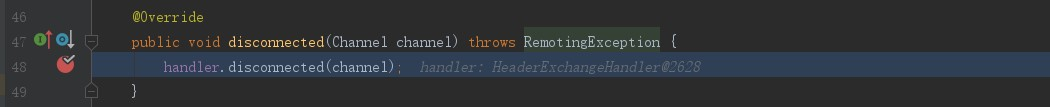 46 @Override
47 public void disconnected(Channel channel) throws RemotingException {
48 handler.disconnected(channel); handler: HeaderExchangeHandler@2628
49 }